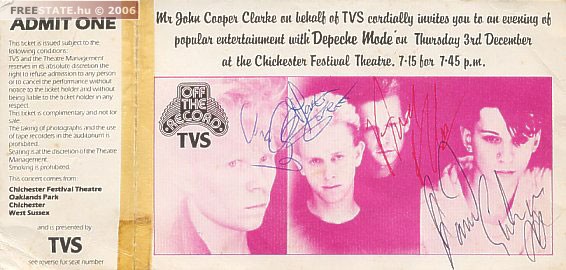 FREESTATE.hu © 2006
ADMIT ONE
This ticket is issued subject to the
following conditions:
TVS and the Theatre Management
reserves in its absolute discretion the
right to refuse admission to any person
or to cancel the performance without
notice to the ticket holder and without
being liable to the ticket holder in any
respect.
This ticket is complimentary and not for
sale.
The taking of photographs and the use
of tape recorders in the auditorium is
prohibited.
Seating is at the discretion of the Theatre
Management.
Smoking is prohibited.
This concert comes from
Chichester Festival Theatre
Oaklands Park
Chichester
West Sussex
and is presented by
TVS
see reverse for seat number
Mr John Cooper Clarke on behalf of TVS cordially invites you to an evening of
popular entertainment with 'Depeche Mode' on Thursday 3rd December
at the Chichester Festival Theatre. 7·15 for 7·45 p.m.
OFF
THE
RECORD
TVS